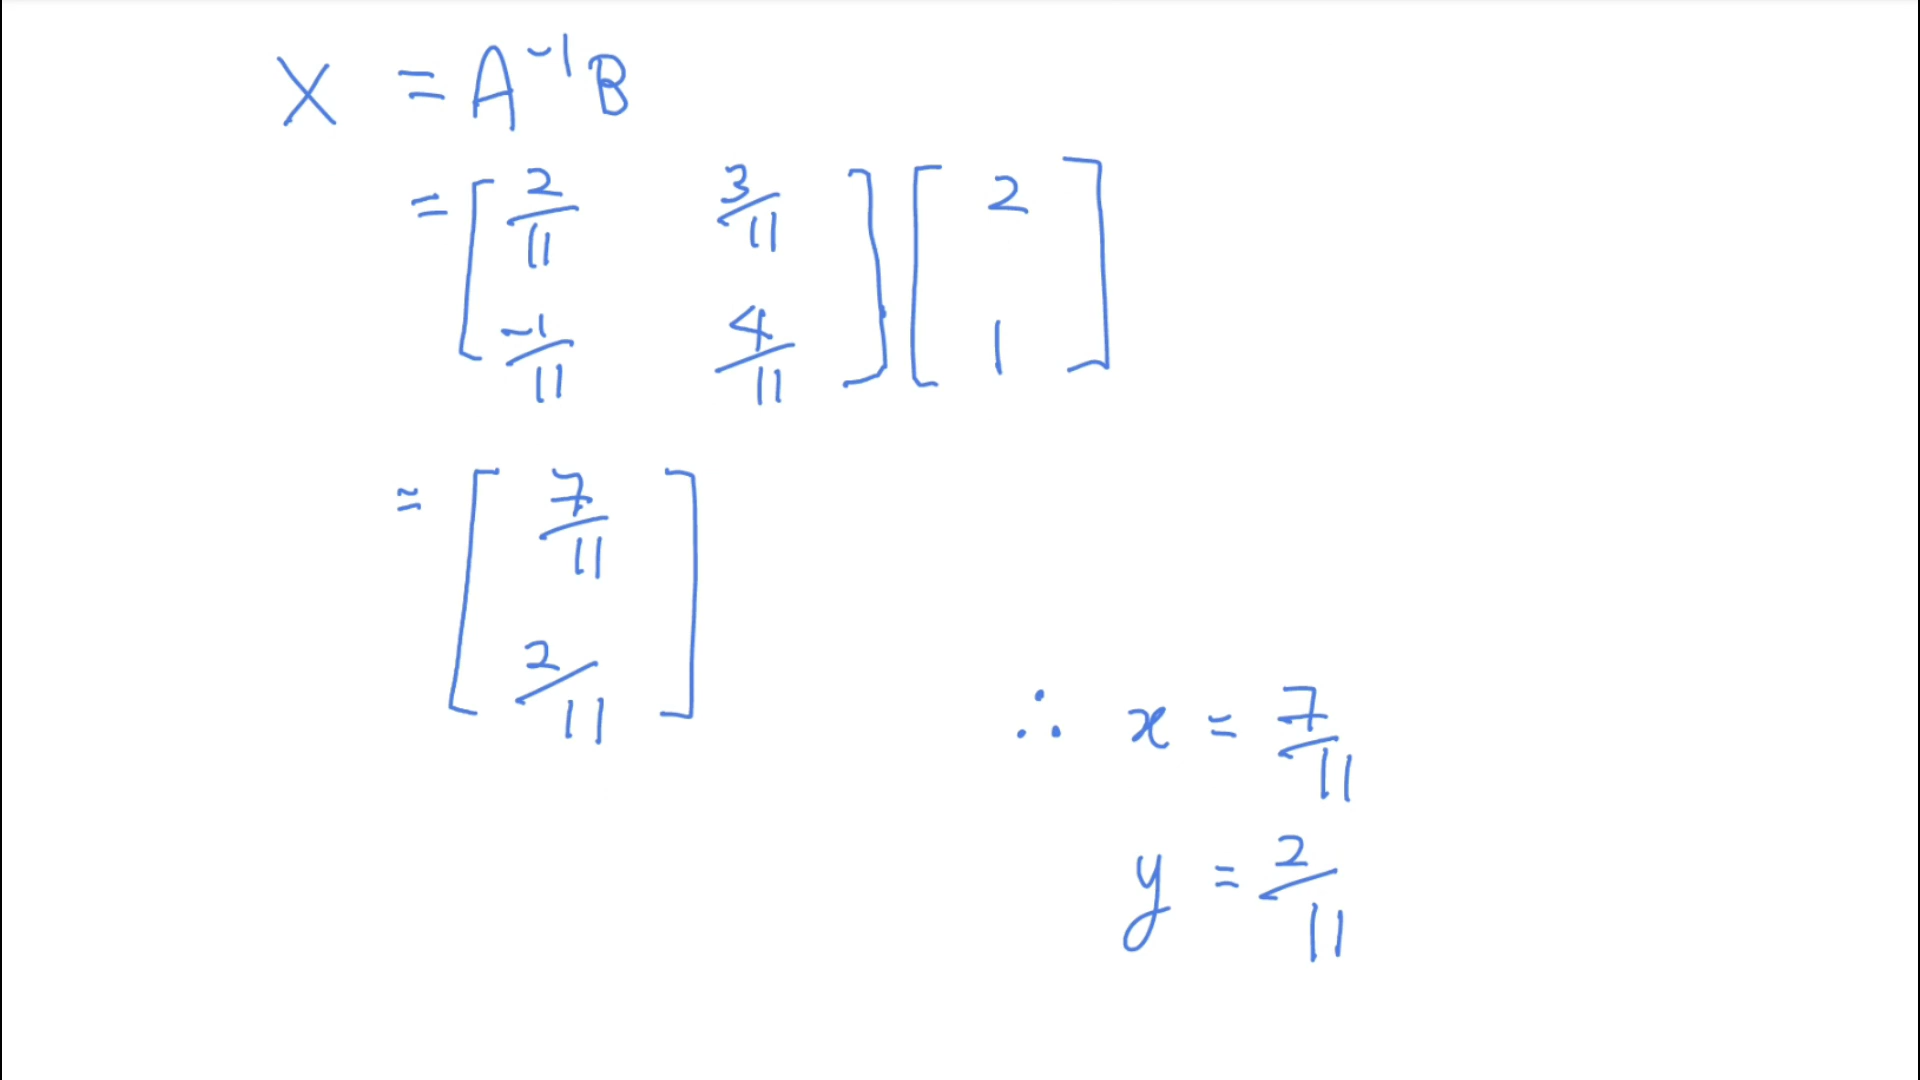 X = A⁻¹B
= [ 2/11 3/11 ] [ 2 ]
[ -1/11 4/11 ] [ 1 ]
= [ 7/11 ]
[ 2/11 ]
∴ x = 7/11
y = 2/11